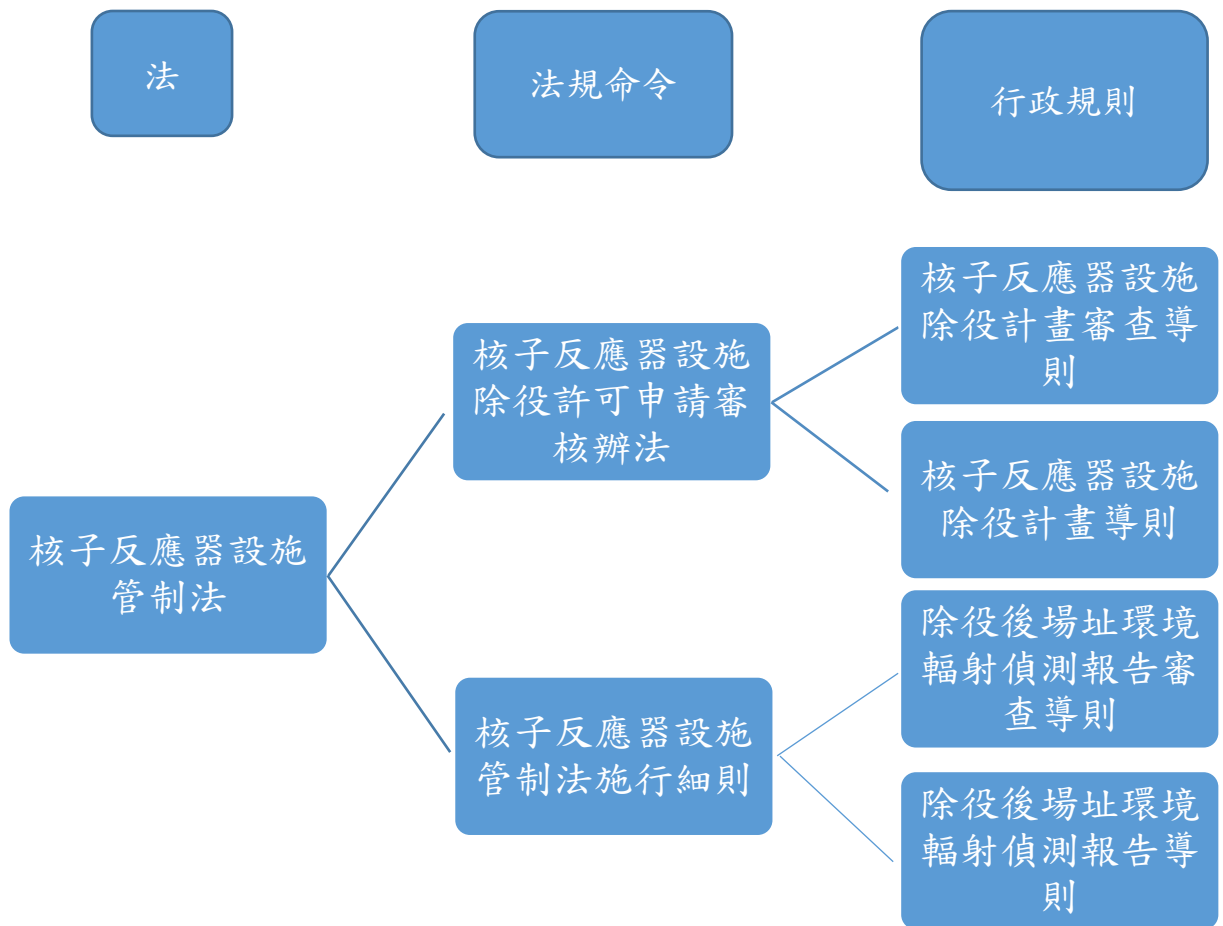 法
法規命令
行政規則
核子反應器設施
管制法
核子反應器設施
除役許可申請審
核辦法
核子反應器設施
管制法施行細則
核子反應器設施
除役計畫審查導
則
核子反應器設施
除役計畫導則
除役後場址環境
輻射偵測報告審
查導則
除役後場址環境
輻射偵測報告導
則